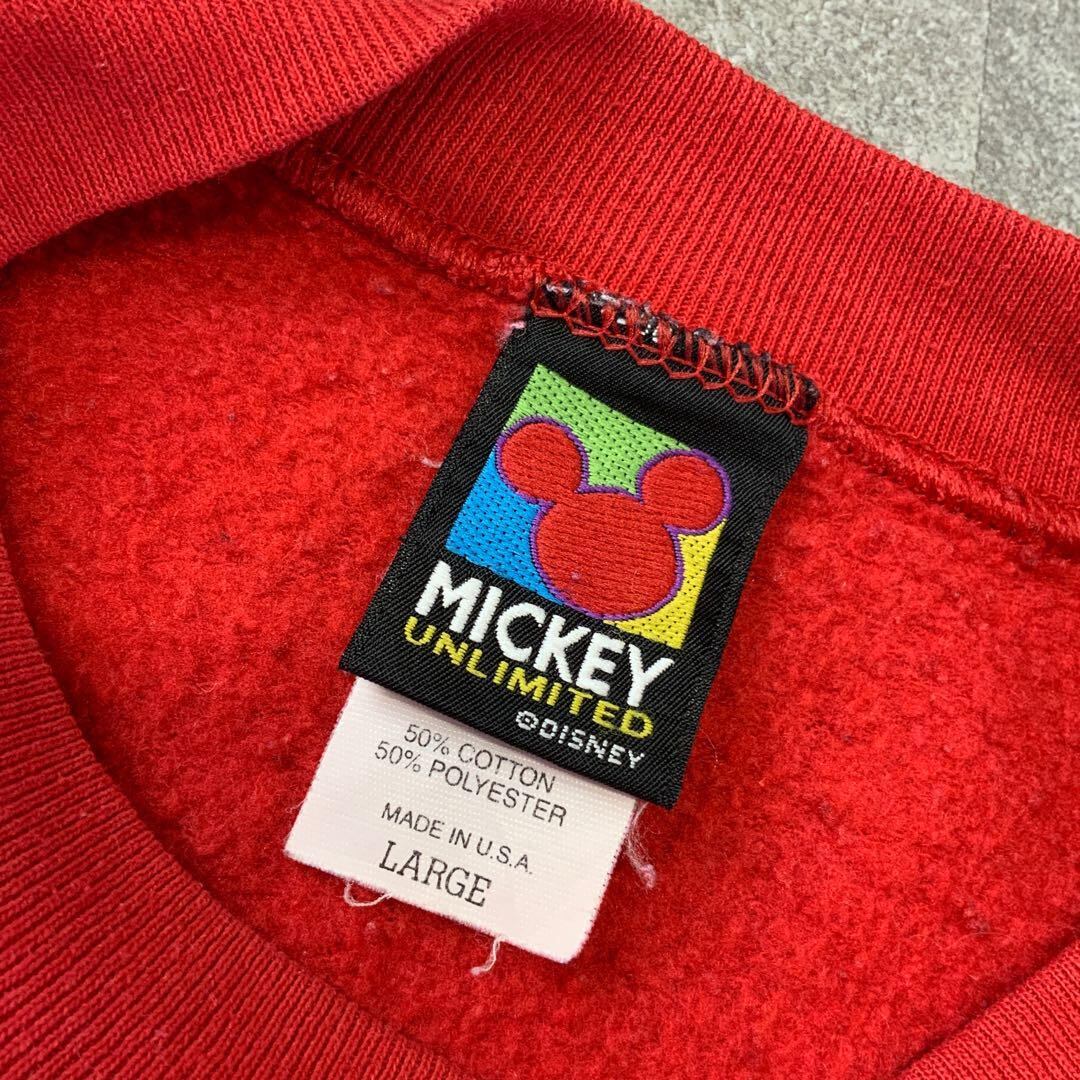 MICKEY
UNLIMITED
©DISNEY
50% COTTON
50% POLYESTER
MADE IN U.S.A.
LARGE